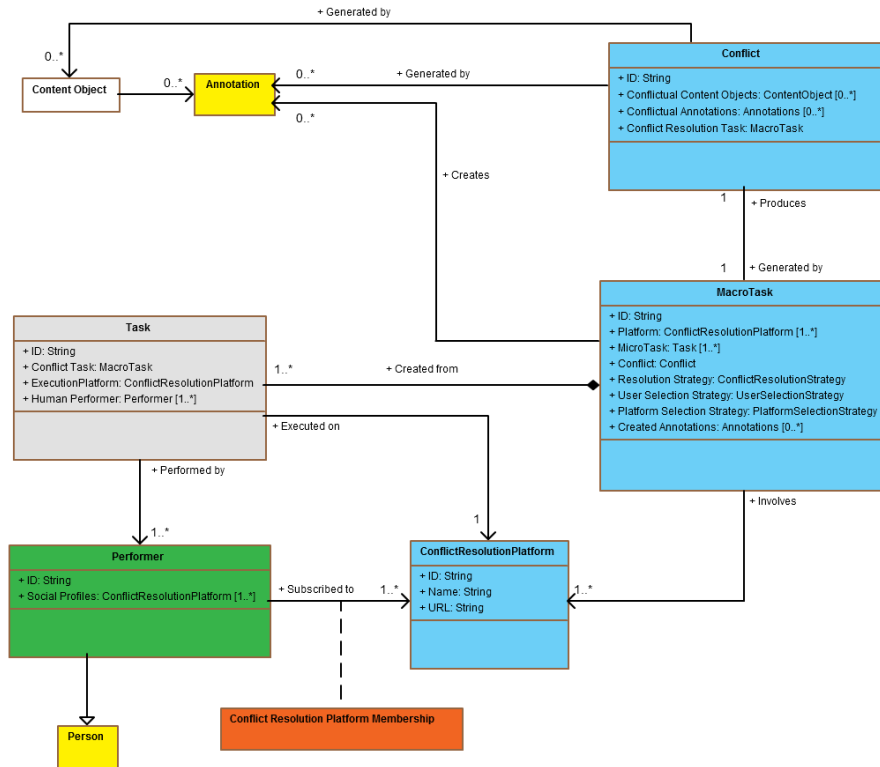 + Generated by
0..*
Content Object
0..*
Annotation
0..*
+ Generated by
0..*
Conflict
+ ID: String
+ Conflictual Content Objects: ContentObject [0..*]
+ Conflictual Annotations: Annotations [0..*]
+ Conflict Resolution Task: MacroTask
+ Creates
1
+ Produces
1
+ Generated by
MacroTask
+ ID: String
+ Platform: ConflictResolutionPlatform [1..*]
+ MicroTask: Task [1..*]
+ Conflict: Conflict
+ Resolution Strategy: ConflictResolutionStrategy
+ User Selection Strategy: UserSelectionStrategy
+ Platform Selection Strategy: PlatformSelectionStrategy
+ Created Annotations: Annotations [0..*]
Task
+ ID: String
+ Conflict Task: MacroTask
+ ExecutionPlatform: ConflictResolutionPlatform
+ Human Performer: Performer [1..*]
1..*
+ Created from
+ Executed on
1
+ Performed by
1..*
+ Involves
1..*
Performer
+ ID: String
+ Social Profiles: ConflictResolutionPlatform [1..*]
+ Subscribed to
1..*
ConflictResolutionPlatform
+ ID: String
+ Name: String
+ URL: String
Conflict Resolution Platform Membership
Person